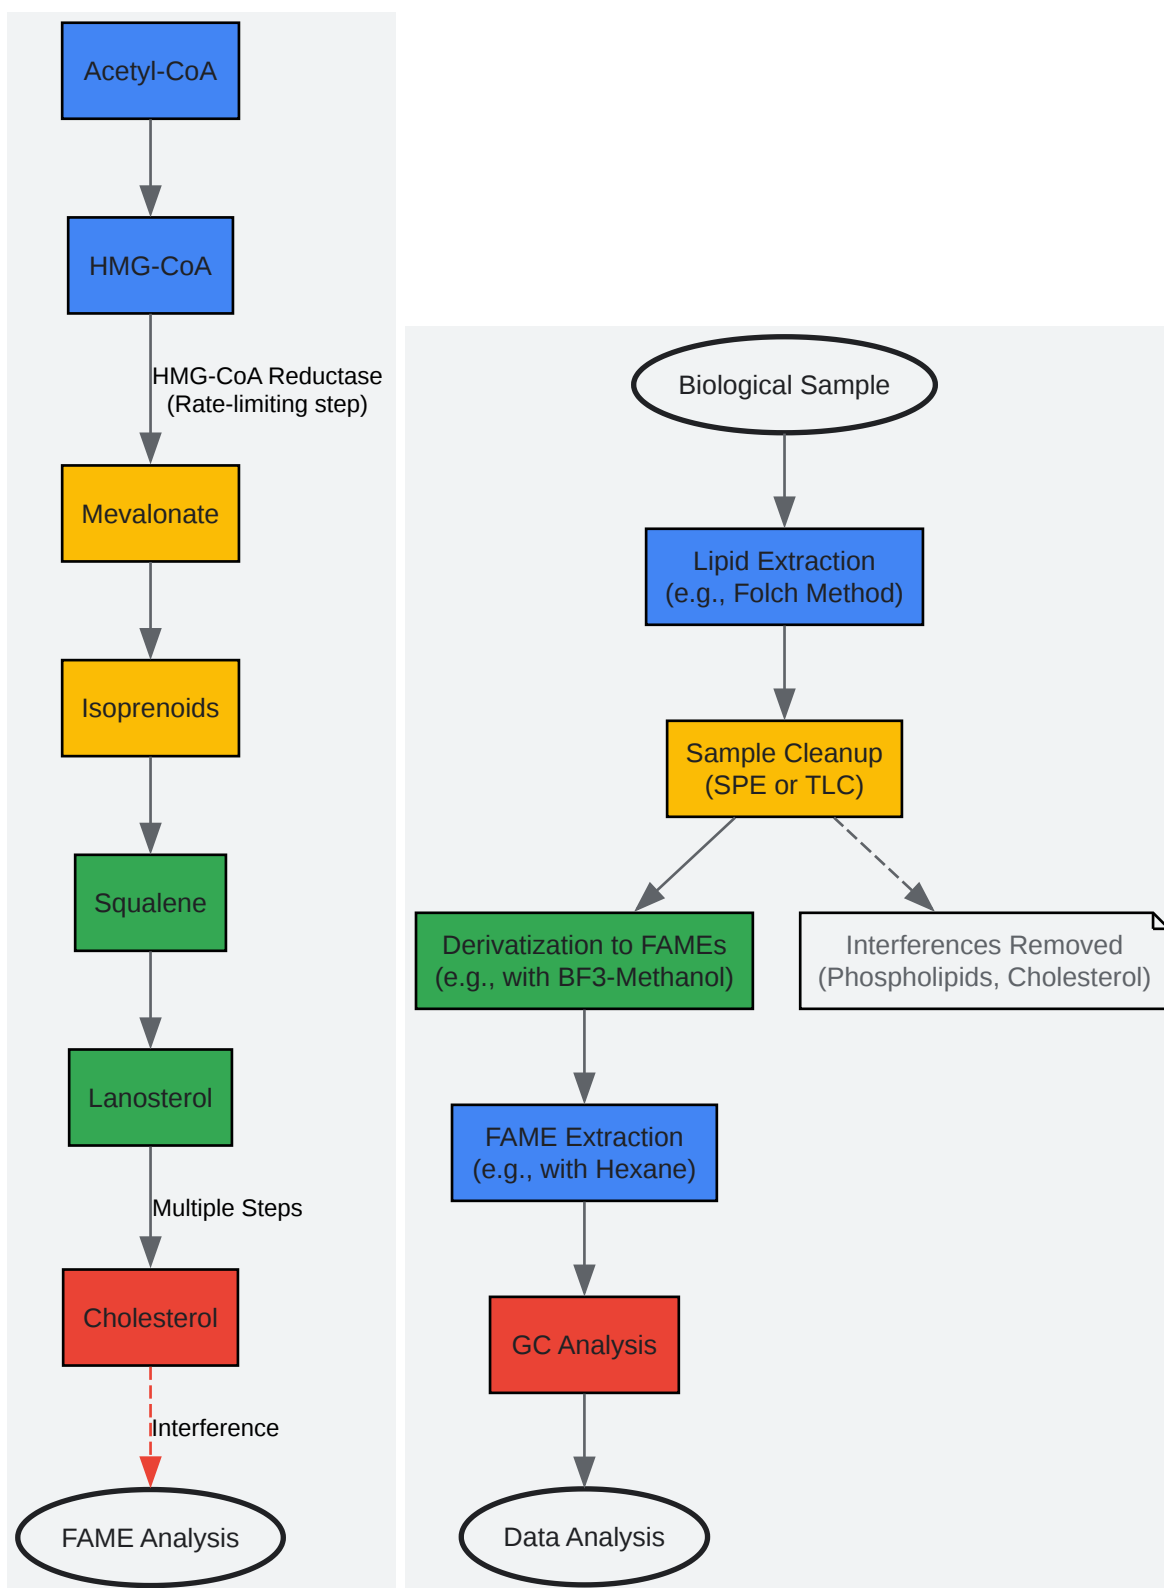 Acetyl-CoA
HMG-CoA
HMG-CoA Reductase
(Rate-limiting step)
Mevalonate
Isoprenoids
Squalene
Lanosterol
Multiple Steps
Cholesterol
Interference
FAME Analysis
Biological Sample
Lipid Extraction
(e.g., Folch Method)
Sample Cleanup
(SPE or TLC)
Derivatization to FAMEs
(e.g., with BF3-Methanol)
Interferences Removed
(Phospholipids, Cholesterol)
FAME Extraction
(e.g., with Hexane)
GC Analysis
Data Analysis